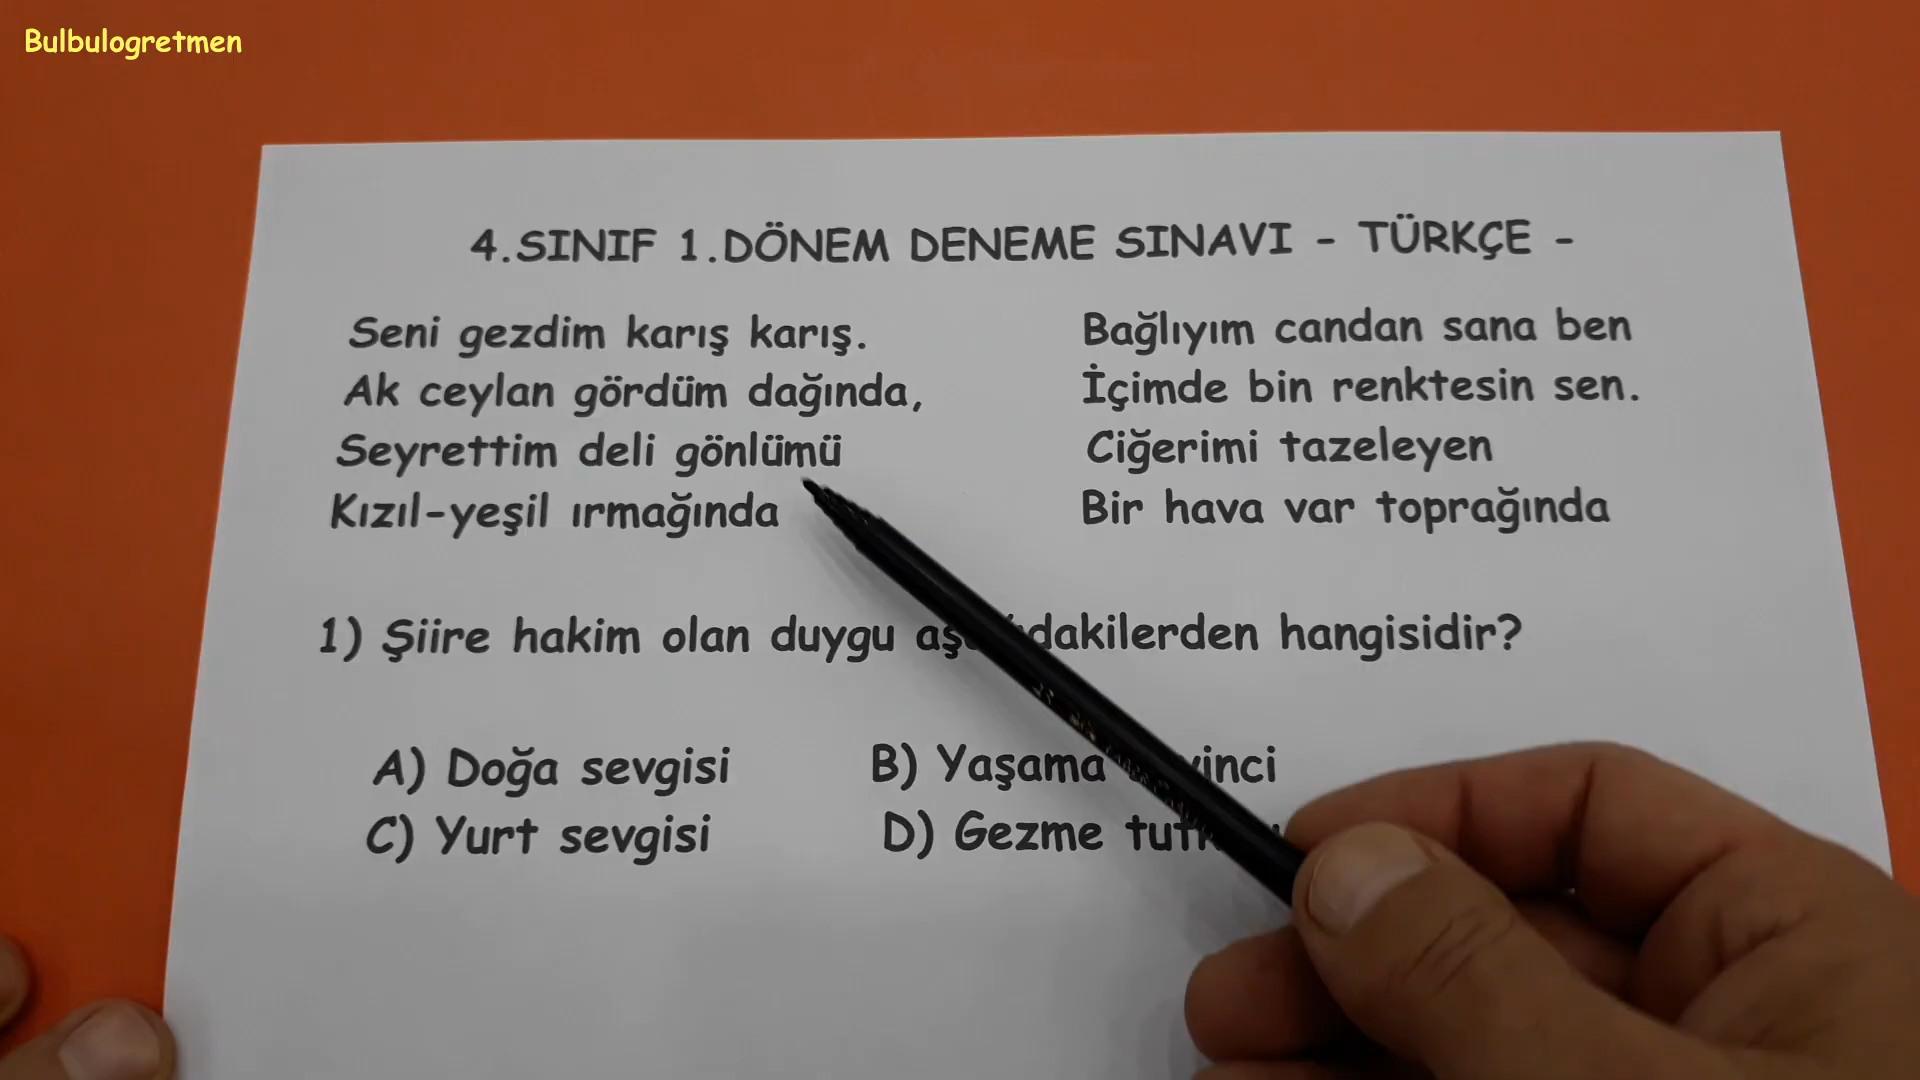 Bulbulogretmen
4.SINIF 1.DÖNEM DENEME SINAVI - TÜRKÇE -
Seni gezdim karış karış.
Ak ceylan gördüm dağında,
Seyrettim deli gönlümü
Kızıl-yeşil ırmağında
Bağlıyım candan sana ben
İçimde bin renktesin sen.
Ciğerimi tazeleyen
Bir hava var toprağında
1) Şiire hakim olan duygu hangisidir?
A) Doğa sevgisi
B) Yaşama
C) Yurt sevgisi
D) Gezme